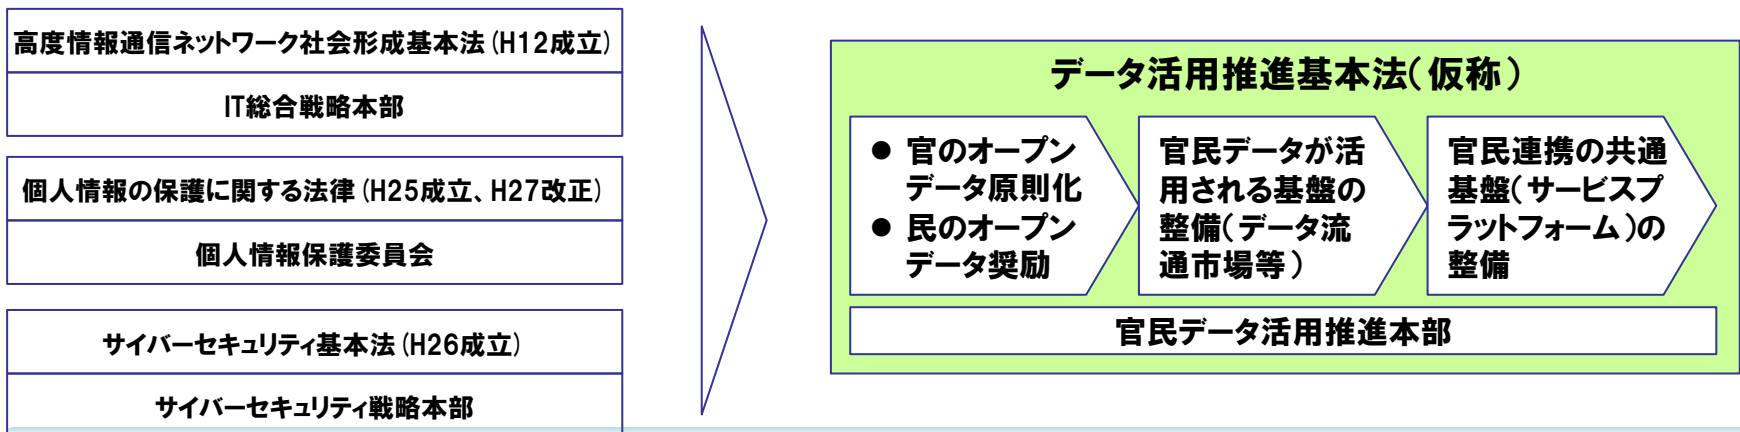 高度情報通信ネットワーク社会形成基本法(H12成立)
IT総合戦略本部
個人情報の保護に関する法律(H25成立、H27改正)
個人情報保護委員会
サイバーセキュリティ基本法(H26成立)
サイバーセキュリティ戦略本部
データ活用推進基本法(仮称)
● 官のオープン
データ原則化
● 民のオープン
データ奨励
官民データが活
用される基盤の
整備(データ流
通市場等)
官民連携の共通
基盤(サービスプ
ラットフォーム)の
整備
官民データ活用推進本部